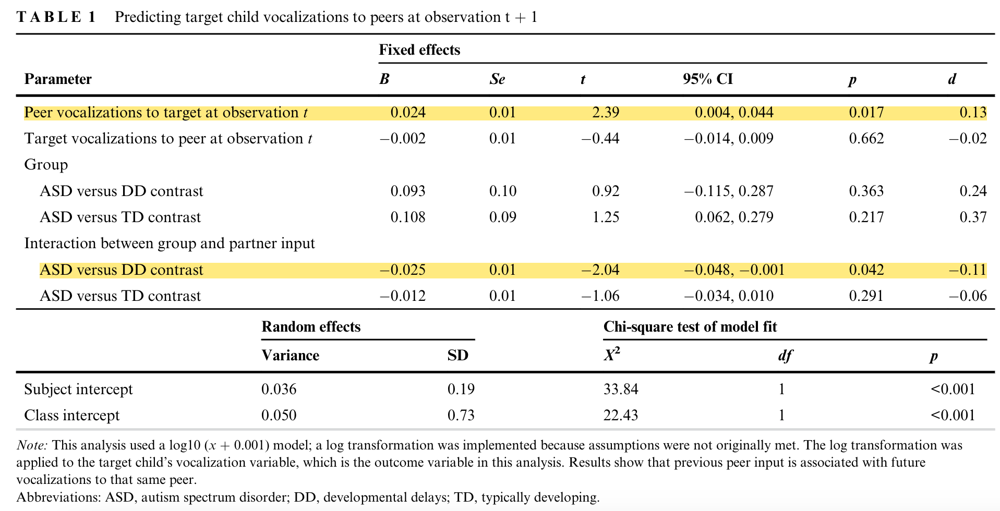 TABLE 1 Predicting target child vocalizations to peers at observation t + 1
Fixed effects
Parameter B Se t 95% CI p d
Peer vocalizations to target at observation t 0.024 0.01 2.39 0.004, 0.044 0.017 0.13
Target vocalizations to peer at observation t −0.002 0.01 −0.44 −0.014, 0.009 0.662 −0.02
Group
ASD versus DD contrast 0.093 0.10 0.92 −0.115, 0.287 0.363 0.24
ASD versus TD contrast 0.108 0.09 1.25 0.062, 0.279 0.217 0.37
Interaction between group and partner input
ASD versus DD contrast −0.025 0.01 −2.04 −0.048, −0.001 0.042 −0.11
ASD versus TD contrast −0.012 0.01 −1.06 −0.034, 0.010 0.291 −0.06
Random effects Chi-square test of model fit
Variance SD X² df p
Subject intercept 0.036 0.19 33.84 1 <0.001
Class intercept 0.050 0.73 22.43 1 <0.001
Note: This analysis used a log10 (x + 0.001) model; a log transformation was implemented because assumptions were not originally met. The log transformation was
applied to the target child's vocalization variable, which is the outcome variable in this analysis. Results show that previous peer input is associated with future
vocalizations to that same peer.
Abbreviations: ASD, autism spectrum disorder; DD, developmental delays; TD, typically developing.